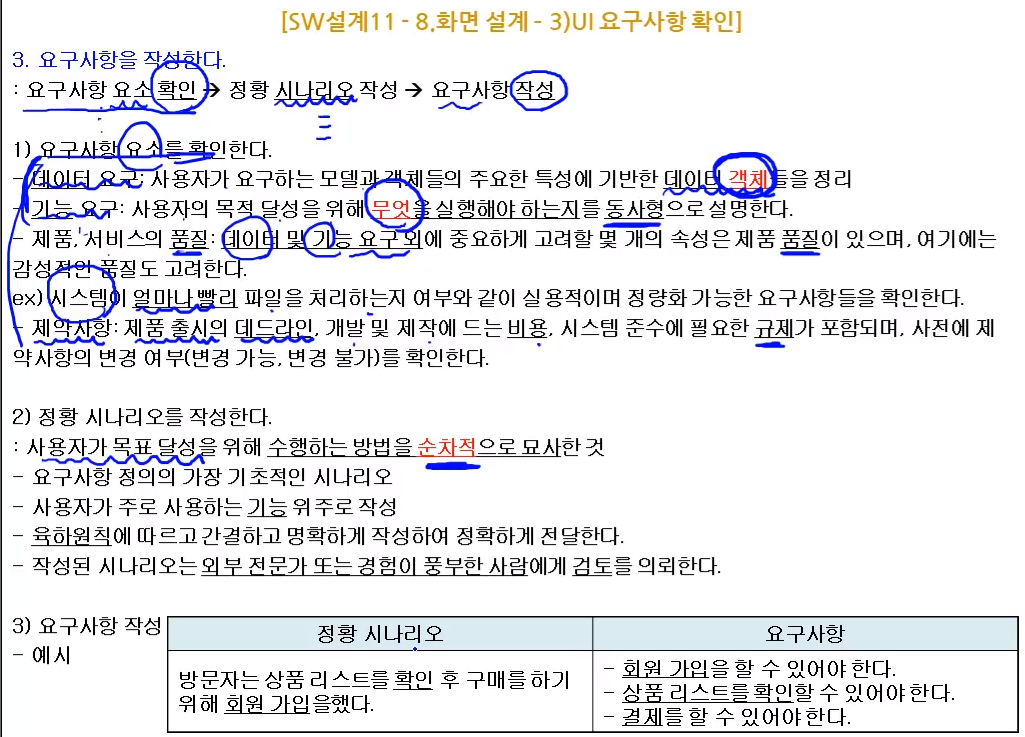 [SW설계11 - 8.화면 설계 - 3)UI 요구사항 확인]
3. 요구사항을 작성한다.
: 요구사항 요소 확인 → 정황 시나리오 작성 → 요구사항 작성
1) 요구사항 요소를 확인한다.
- 데이터 요구: 사용자가 요구하는 모델과 객체들의 주요한 특성에 기반한 데이터 객체들을 정리
- 기능 요구: 사용자의 목적 달성을 위해 무엇을 실행해야 하는지를 동사형으로 설명한다.
- 제품, 서비스의 품질: 데이터 및 기능 요구 외에 중요하게 고려할 몇 개의 속성은 제품 품질이 있으며, 여기에는
감성적인 품질도 고려한다.
ex) 시스템이 얼마나 빨리 파일을 처리하는지 여부와 같이 실용적이며 정량화 가능한 요구사항들을 확인한다.
- 제약사항: 제품 출시의 데드라인, 개발 및 제작에 드는 비용, 시스템 준수에 필요한 규제가 포함되며, 사전에 제
약사항의 변경 여부(변경 가능, 변경 불가)를 확인한다.
2) 정황 시나리오를 작성한다.
: 사용자가 목표 달성을 위해 수행하는 방법을 순차적으로 묘사한 것
- 요구사항 정의의 가장 기초적인 시나리오
- 사용자가 주로 사용하는 기능 위주로 작성
- 육하원칙에 따르고 간결하고 명확하게 작성하여 정확하게 전달한다.
- 작성된 시나리오는 외부 전문가 또는 경험이 풍부한 사람에게 검토를 의뢰한다.
3) 요구사항 작성
- 예시
정황 시나리오
요구사항
방문자는 상품 리스트를 확인 후 구매를 하기
위해 회원 가입을했다.
- 회원 가입을 할 수 있어야 한다.
- 상품 리스트를 확인할 수 있어야 한다.
- 결제를 할 수 있어야 한다.